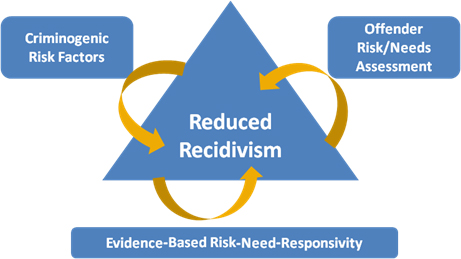 Criminogenic
Risk Factors
Offender
Risk/Needs
Assessment
Reduced
Recidivism
Evidence-Based Risk-Need-Responsivity